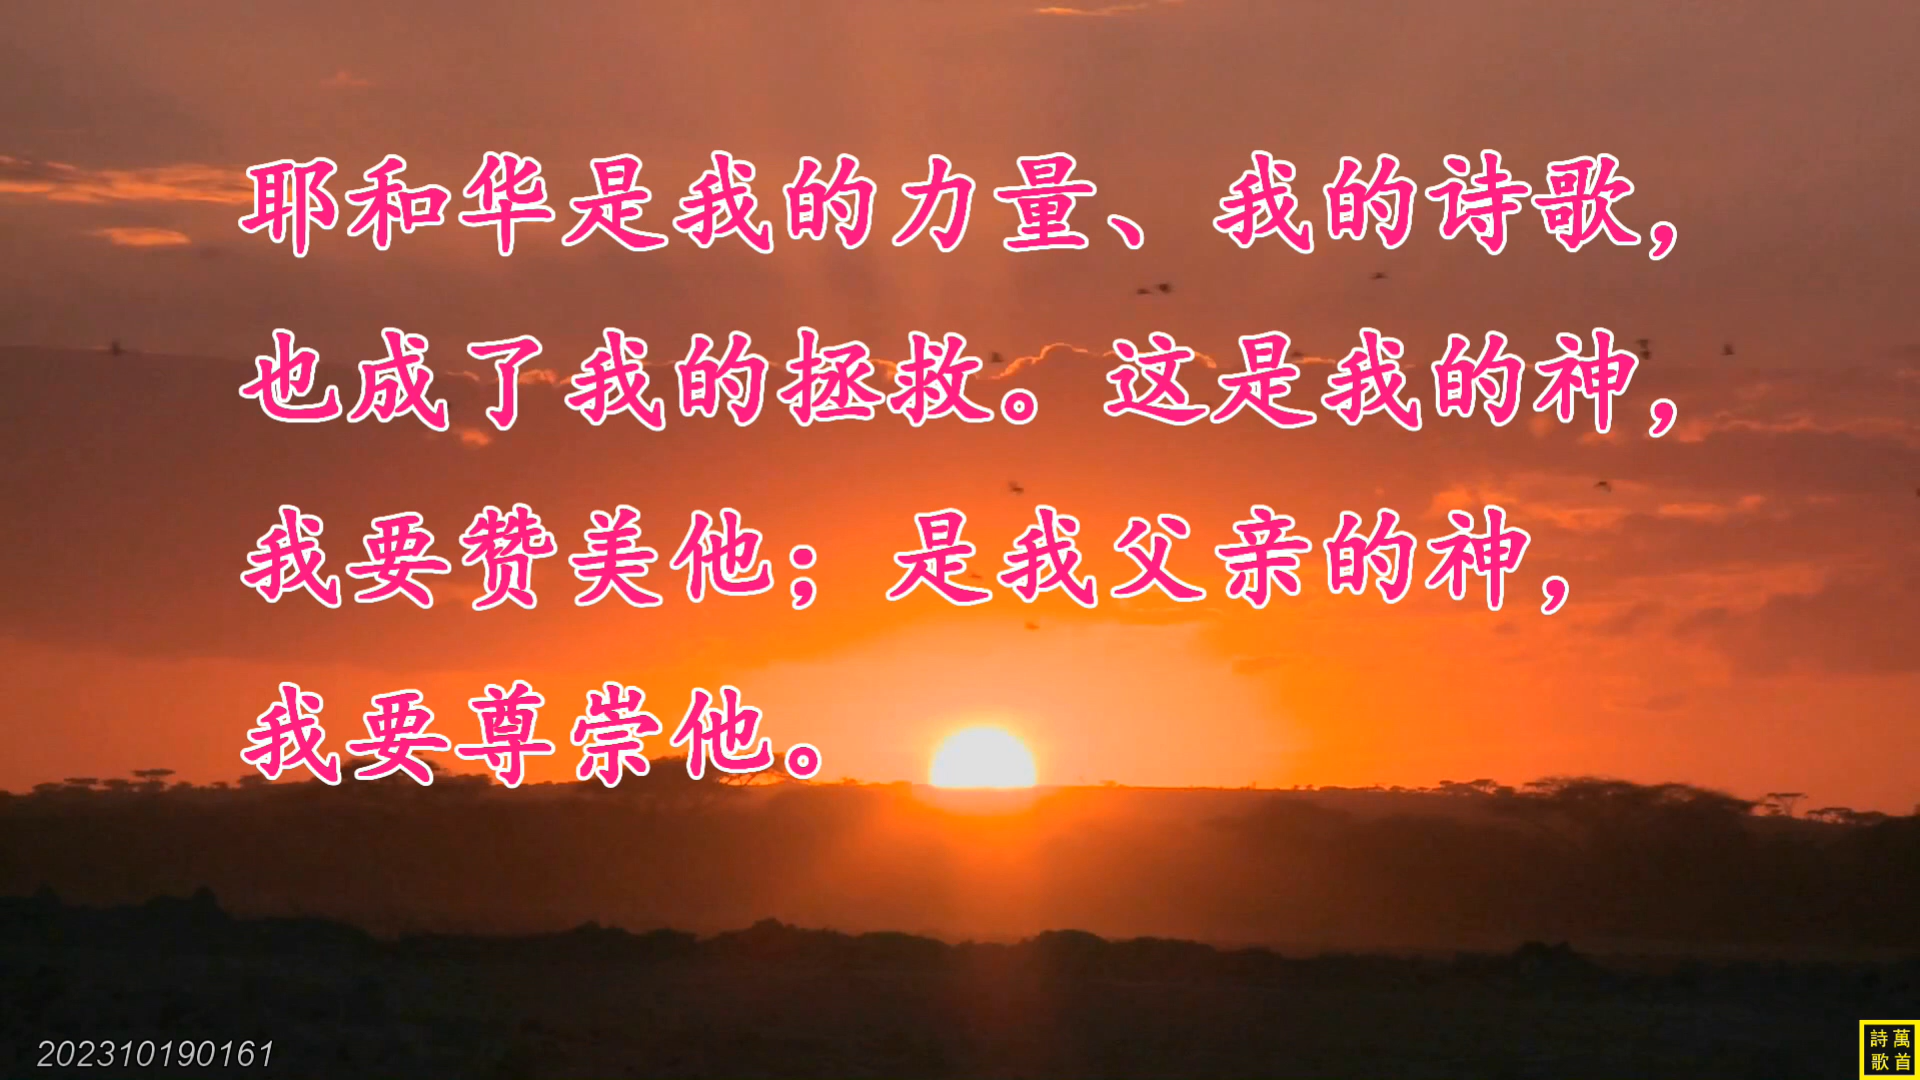 耶和华是我的力量、我的诗歌，
也成了我的拯救。这是我的神，
我要赞美他；是我父亲的神，
我要尊崇他。
202310190161
萬首
詩歌